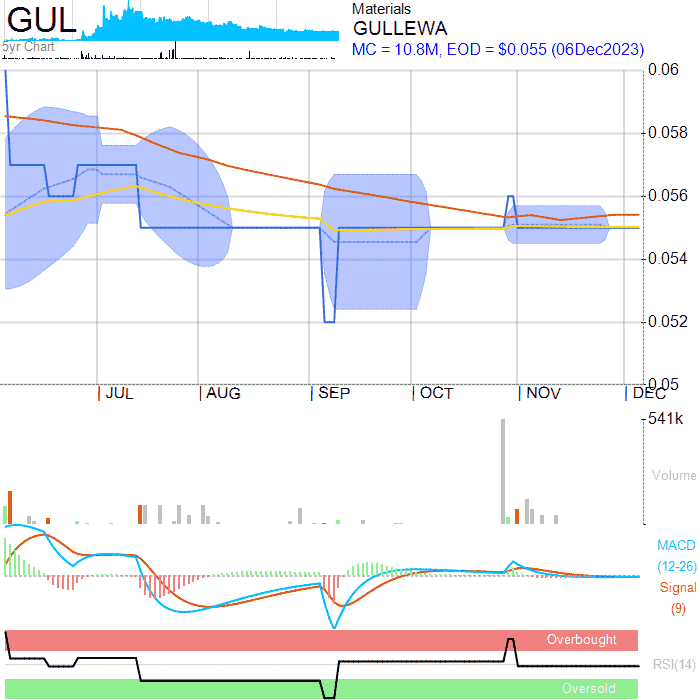 GUL
5yr Chart
Materials
GULLEWA
MC = 10.8M, EOD = $0.055 (06Dec2023)
0.06
0.058
0.056
0.054
0.052
0.05
JUL AUG SEP OCT NOV DEC
541k
Volume
MACD
(12-26)
Signal
(9)
Overbought
RSI(14)
Oversold